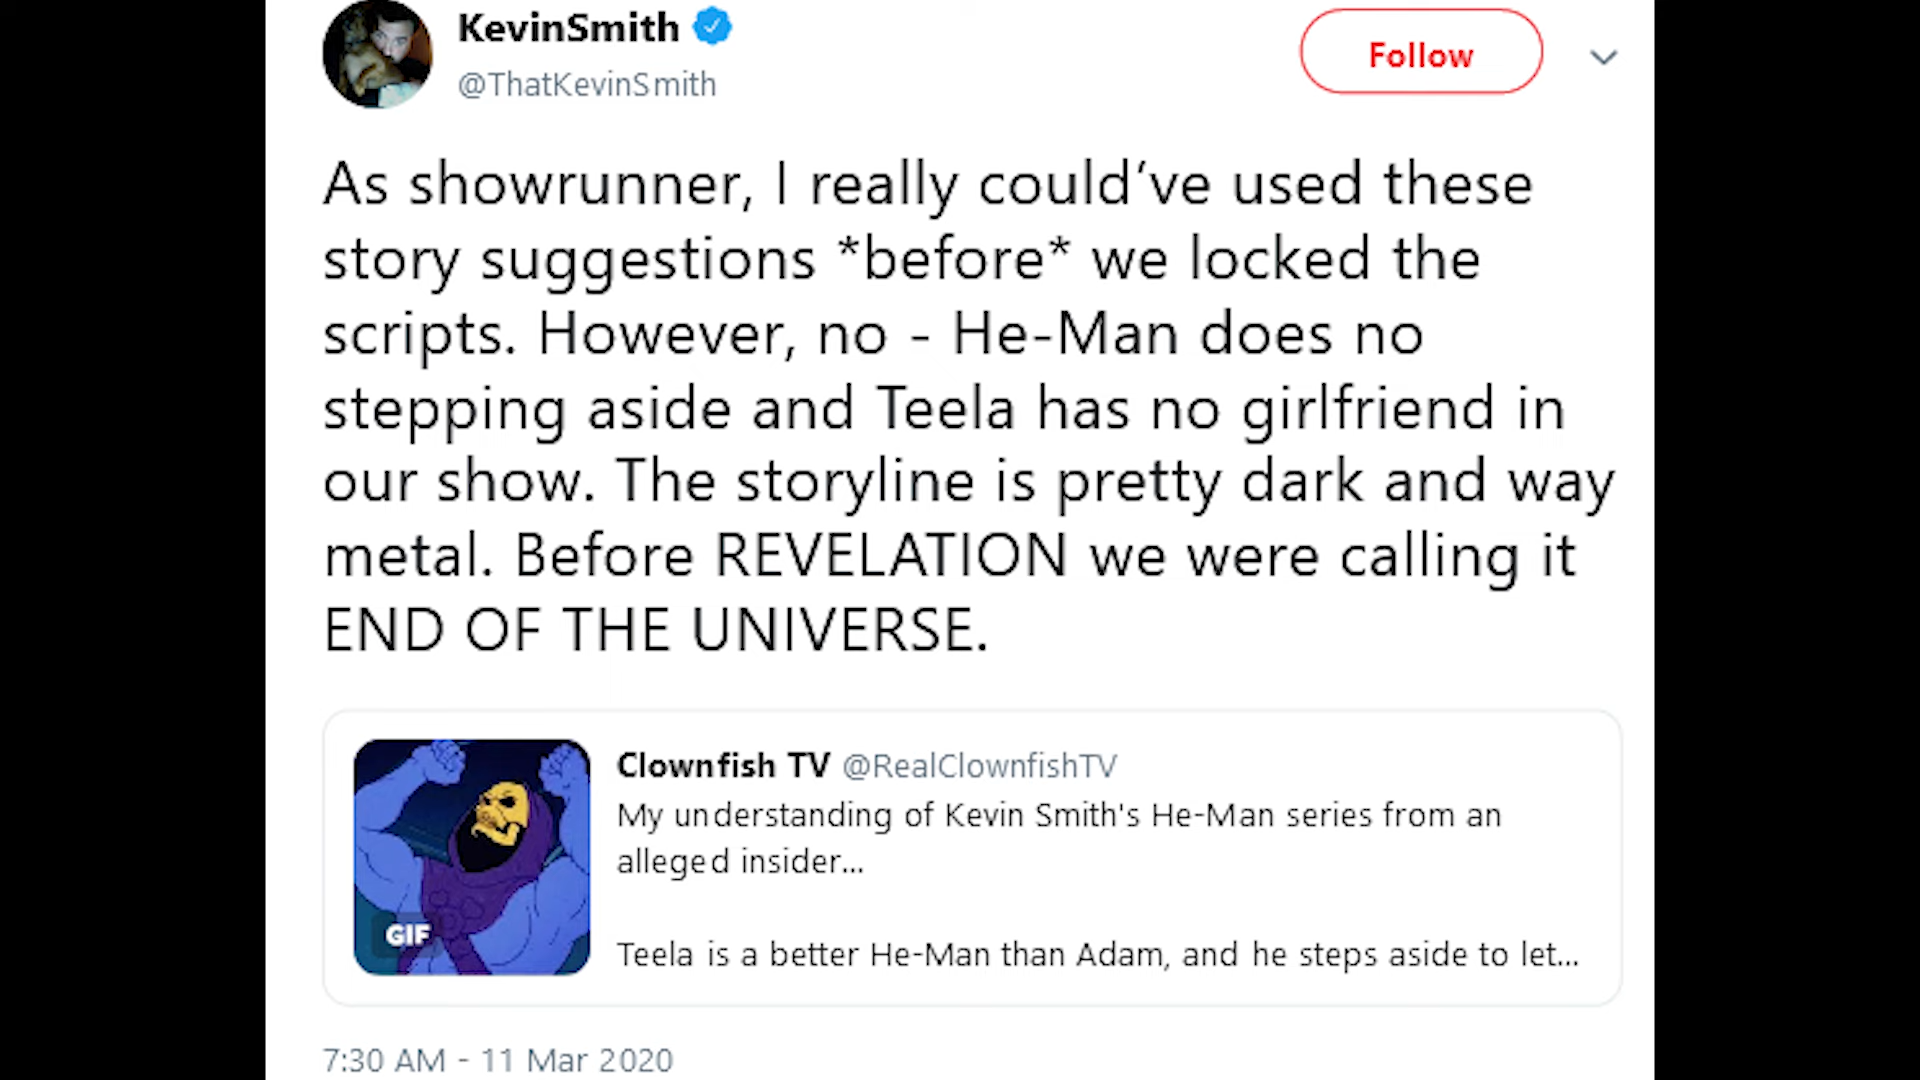 KevinSmith
@ThatKevinSmith
Follow
As showrunner, I really could’ve used these
story suggestions *before* we locked the
scripts. However, no - He-Man does no
stepping aside and Teela has no girlfriend in
our show. The storyline is pretty dark and way
metal. Before REVELATION we were calling it
END OF THE UNIVERSE.
Clownfish TV @RealClownfishTV
My understanding of Kevin Smith's He-Man series from an
alleged insider...
GIF
Teela is a better He-Man than Adam, and he steps aside to let...
7:30 AM - 11 Mar 2020